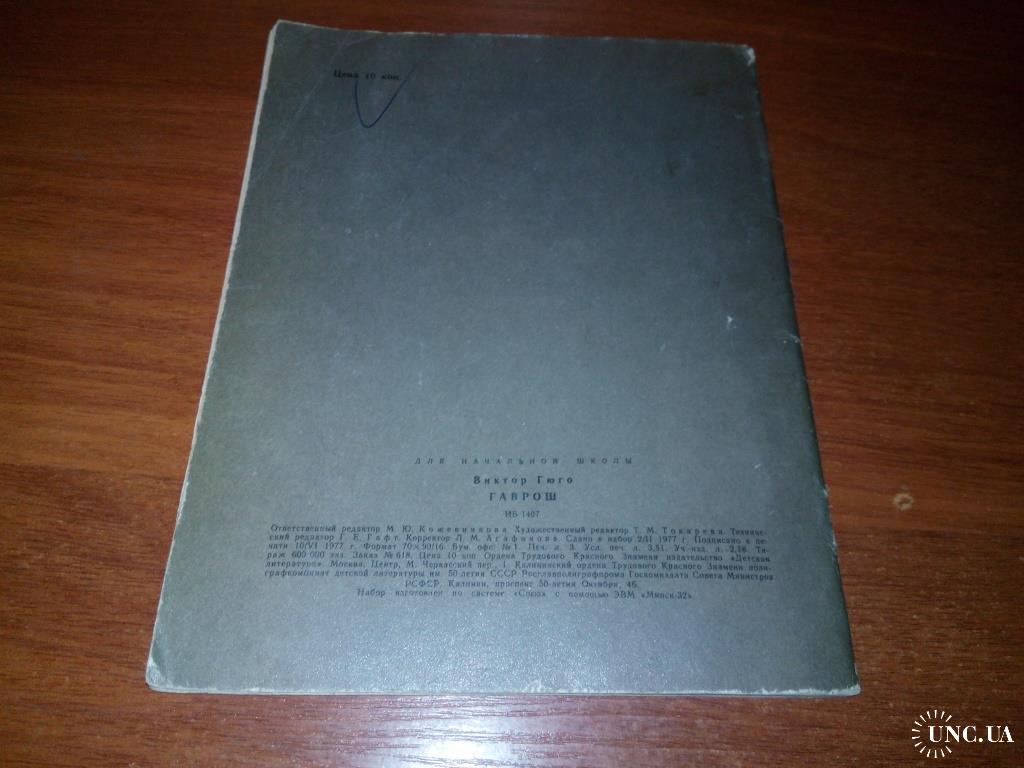 Цена 10 коп.
ДЛЯ НАЧАЛЬНОЙ ШКОЛЫ
Виктор Гюго
ГАВРОШ
ИБ 1407
Ответственный редактор М. Ю. Кожевникова. Художественный редактор Т. М. Токарева. Техниче-
ский редактор Г. Е. Гафт. Корректор Л. М. Агафонова. Сдано в набор 2/II 1977 г. Подписано к пе-
чати 10/VI 1977 г. Формат 70×90/16. Бум. офс. № 1. Печ. л. 3. Усл. печ. л. 3,51. Уч.-изд. л. 2,18. Ти-
раж 600 000 экз. Заказ № 618. Цена 10 коп. Ордена Трудового Красного Знамени издательство «Детская
литература». Москва, Центр, М. Черкасский пер., 1. Калининский ордена Трудового Красного Знамени поли-
графкомбинат детской литературы им. 50-летия СССР Росглавполиграфпрома Госкомиздата Совета Министров
РСФСР. Калинин, проспект 50-летия Октября, 46.
Набор изготовлен по системе «Союз» с помощью ЭВМ «Минск-32»
UNC.UA